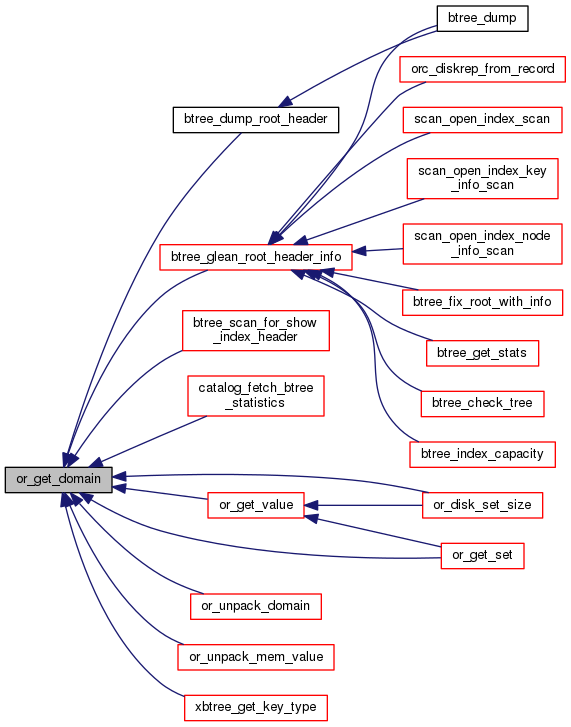 btree_dump
orc_diskrep_from_record
btree_dump_root_header
scan_open_index_scan
scan_open_index_key
_info_scan
scan_open_index_node
_info_scan
btree_glean_root_header_info
btree_fix_root_with_info
btree_scan_for_show
_index_header
btree_get_stats
catalog_fetch_btree
_statistics
btree_check_tree
btree_index_capacity
or_get_domain
or_get_value
or_disk_set_size
or_get_set
or_unpack_domain
or_unpack_mem_value
xbtree_get_key_type